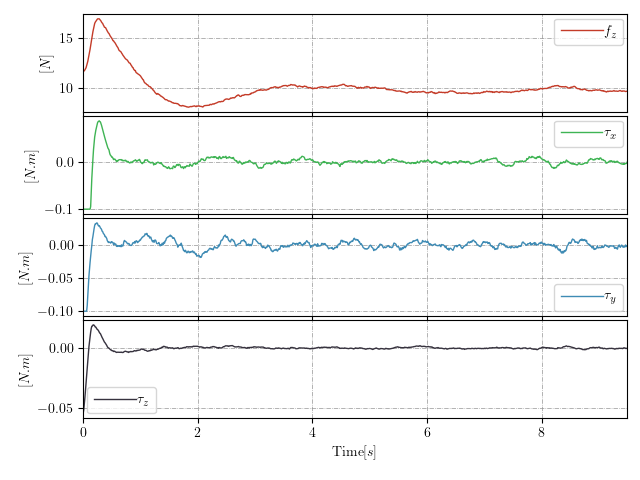 15
10
[N]
f_z
0.0
−0.1
[N.m]
τ_x
0.00
−0.05
−0.10
[N.m]
τ_y
0.00
−0.05
[N.m]
τ_z
0 2 4 6 8
Time[s]